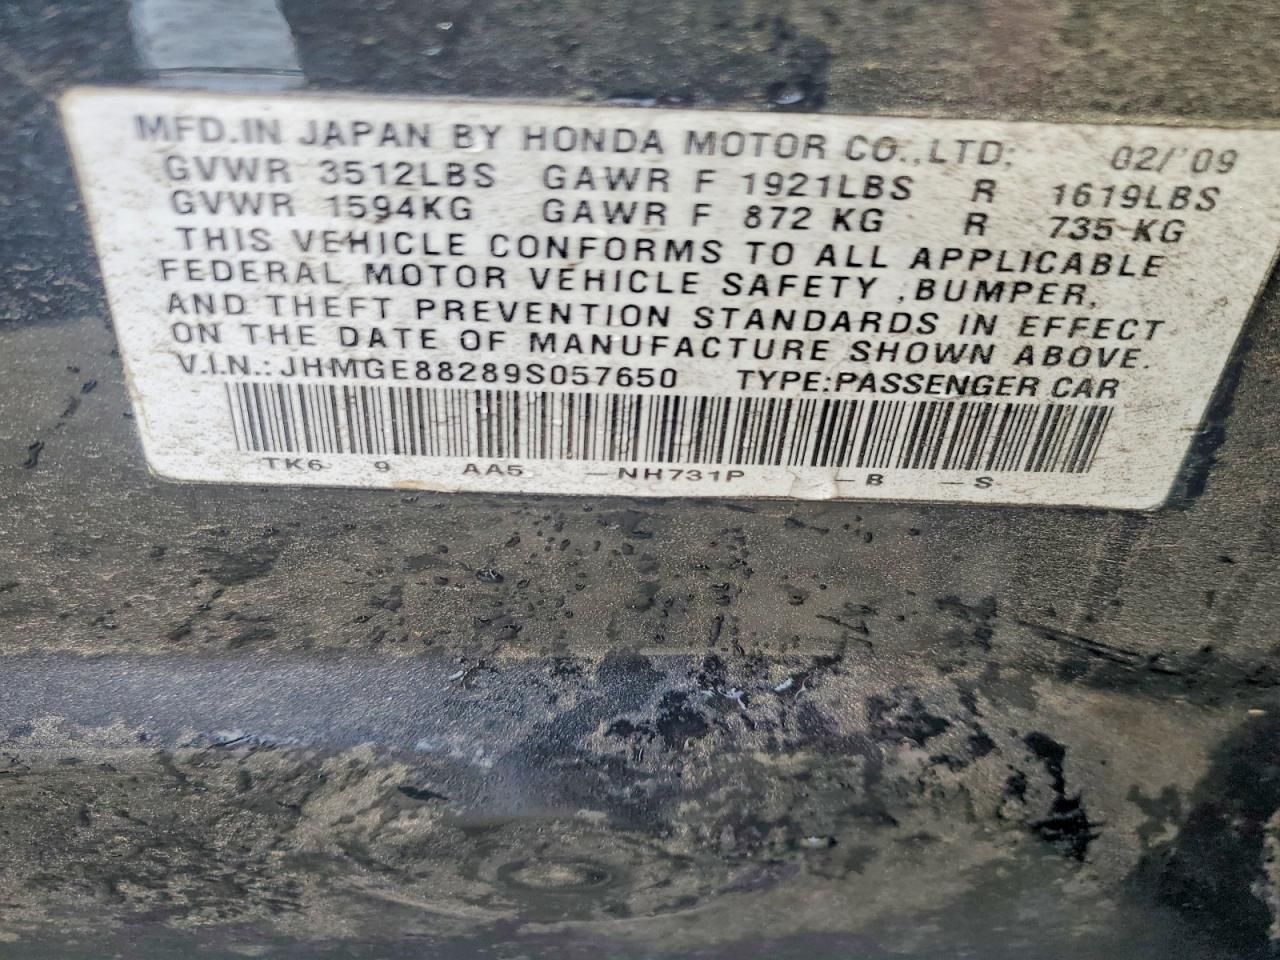 MFD.IN JAPAN BY HONDA MOTOR CO.,LTD. 02/'09
GVWR 3512LBS GAWR F 1921LBS R 1619LBS
GVWR 1594KG GAWR F 872 KG R 735 KG
THIS VEHICLE CONFORMS TO ALL APPLICABLE
FEDERAL MOTOR VEHICLE SAFETY ,BUMPER,
AND THEFT PREVENTION STANDARDS IN EFFECT
ON THE DATE OF MANUFACTURE SHOWN ABOVE.
V.I.N.: JHMGE88289S057650 TYPE:PASSENGER CAR
TK6 9 AA5 -NH731P -B -S